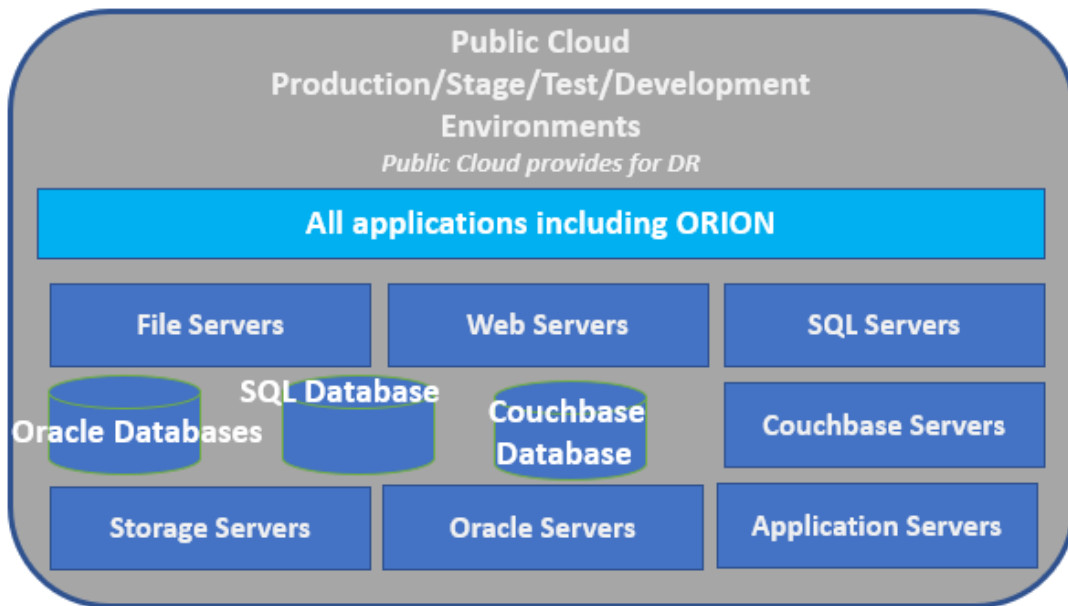 Public Cloud
Production/Stage/Test/Development
Environments
Public Cloud provides for DR
All applications including ORION
File Servers
Web Servers
SQL Servers
Oracle Databases
SQL Database
Couchbase
Database
Couchbase Servers
Storage Servers
Oracle Servers
Application Servers